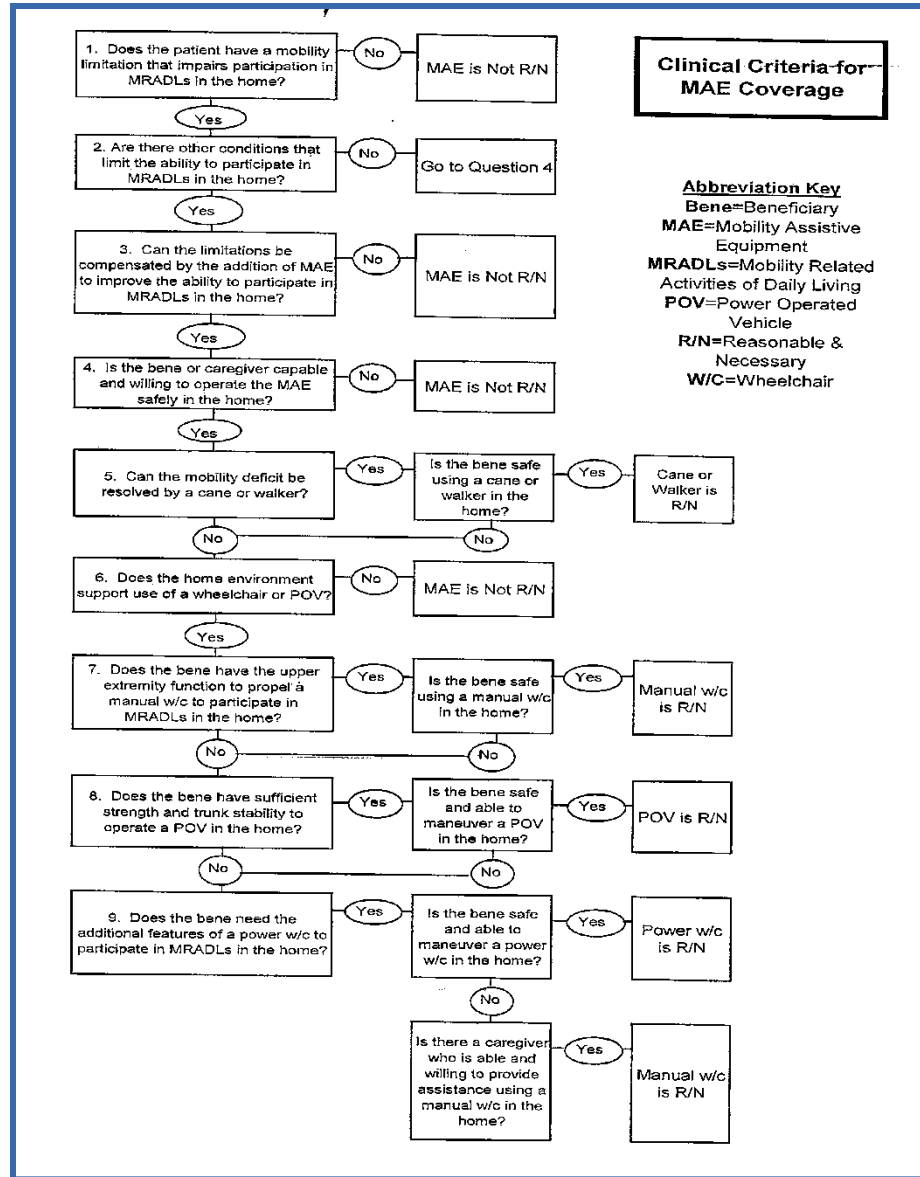 1. Does the patient have a mobility
limitation that impairs participation in
MRADLs in the home?
No
MAE is Not R/N
Clinical Criteria for
MAE Coverage
Yes
2. Are there other conditions that
limit the ability to participate in
MRADLs in the home?
No
Go to Question 4
Abbreviation Key
Bene=Beneficiary
MAE=Mobility Assistive
Equipment
MRADLs=Mobility Related
Activities of Daily Living
POV=Power Operated
Vehicle
R/N=Reasonable &
Necessary
W/C=Wheelchair
Yes
3. Can the limitations be
compensated by the addition of MAE
to improve the ability to participate in
MRADLs in the home?
No
MAE is Not R/N
Yes
4. Is the bene or caregiver capable
and willing to operate the MAE
safely in the home?
No
MAE is Not R/N
Yes
5. Can the mobility deficit be
resolved by a cane or walker?
Yes
Is the bene safe
using a cane or
walker in the
home?
Yes
Cane or
Walker is
R/N
No
No
6. Does the home environment
support use of a wheelchair or POV?
No
MAE is Not R/N
Yes
7. Does the bene have the upper
extremity function to propel a
manual w/c to participate in
MRADLs in the home?
Yes
Is the bene safe
using a manual w/c
in the home?
Yes
Manual w/c
is R/N
No
No
8. Does the bene have sufficient
strength and trunk stability to
operate a POV in the home?
Yes
Is the bene safe
and able to
maneuver a POV
in the home?
Yes
POV is R/N
No
No
9. Does the bene need the
additional features of a power w/c to
participate in MRADLs in the home?
Yes
Is the bene safe
and able to
maneuver a power
w/c in the home?
Yes
Power w/c
is R/N
No
Is there a caregiver
who is able and
willing to provide
assistance using a
manual w/c in the
home?
Yes
Manual w/c
is R/N